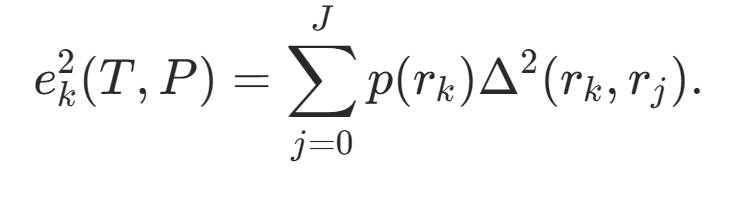 e_k^2(T, P) = \sum_{j=0}^{J} p(r_k) \Delta^2(r_k, r_j).